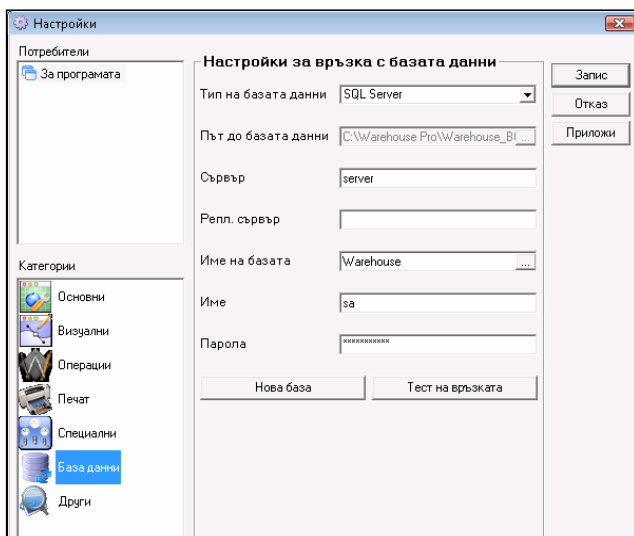 Настройки
Потребители
За програмата
Категории
Основни
Визуални
Операции
Печат
Специални
База данни
Други
Настройки за връзка с базата данни
Тип на базата данни SQL Server
Път до базата данни C:\Warehouse Pro\Warehouse_B ...
Сървър server
Репл. сървър
Име на базата Warehouse ...
Име sa
Парола ***********
Нова база Тест на връзката
Запис
Отказ
Приложи